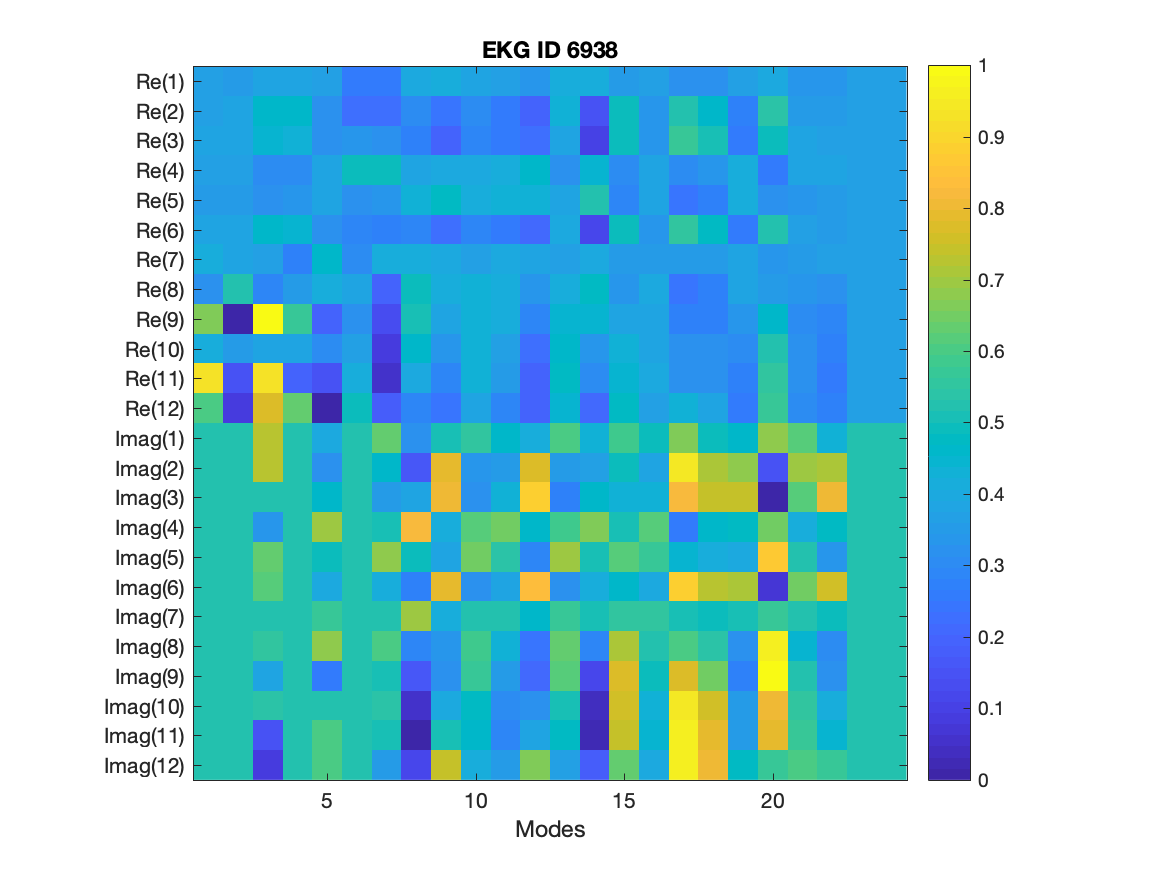 EKG ID 6938
Re(1)
Re(2)
Re(3)
Re(4)
Re(5)
Re(6)
Re(7)
Re(8)
Re(9)
Re(10)
Re(11)
Re(12)
Imag(1)
Imag(2)
Imag(3)
Imag(4)
Imag(5)
Imag(6)
Imag(7)
Imag(8)
Imag(9)
Imag(10)
Imag(11)
Imag(12)
5 10 15 20
Modes
1
0.9
0.8
0.7
0.6
0.5
0.4
0.3
0.2
0.1
0